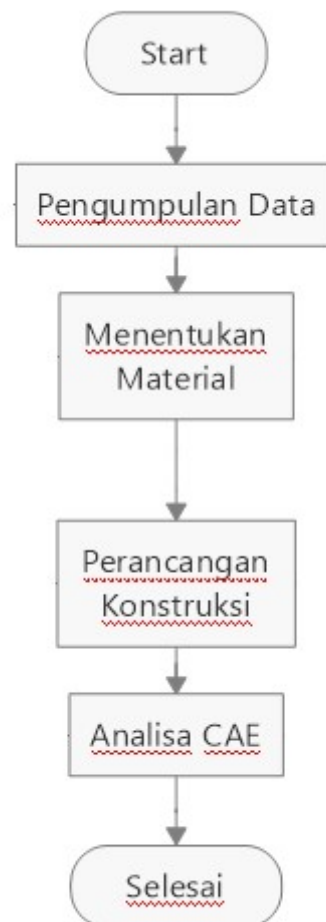 Start
Pengumpulan Data
Menentukan
Material
Perancangan
Konstruksi
Analisa CAE
Selesai